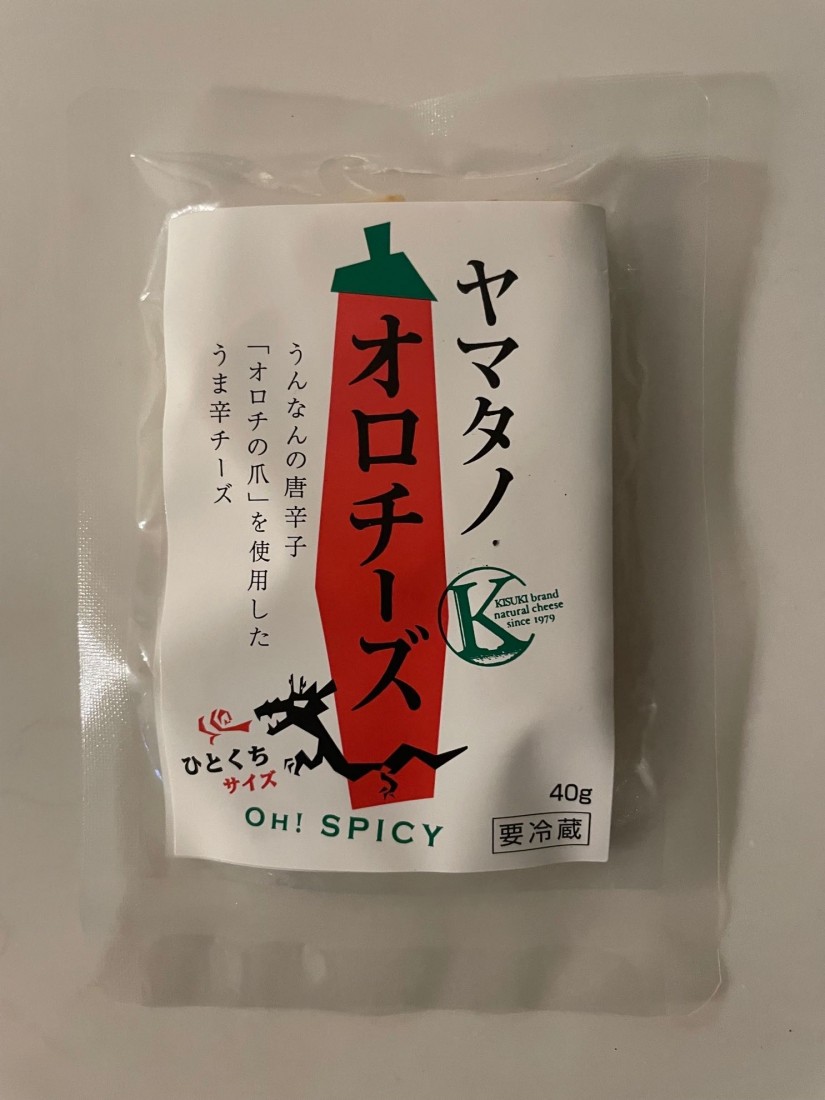 ヤマタノ
オロチーズ
うんなんの唐辛子
「オロチの爪」を使用した
うま辛チーズ
K
KISUKI brand
natural cheese
since 1979
ひとくち
サイズ
OH! SPICY
40g
要冷蔵